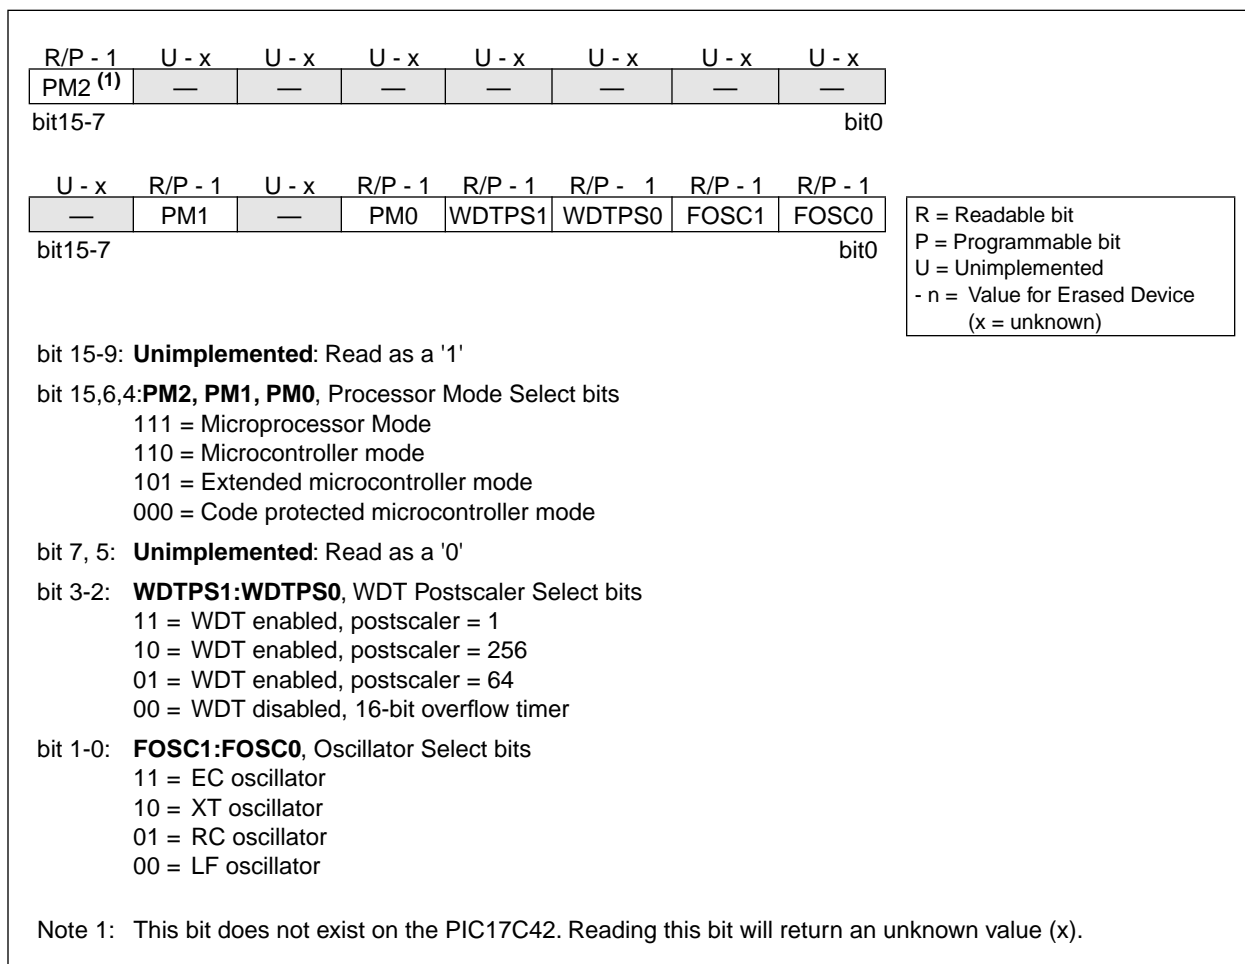 R/P - 1 U - x U - x U - x U - x U - x U - x U - x
PM2 (1) — — — — — — —
bit15-7 bit0
U - x R/P - 1 U - x R/P - 1 R/P - 1 R/P - 1 R/P - 1 R/P - 1
— PM1 — PM0 WDTPS1 WDTPS0 FOSC1 FOSC0
bit15-7 bit0
R = Readable bit
P = Programmable bit
U = Unimplemented
- n = Value for Erased Device
(x = unknown)
bit 15-9: Unimplemented: Read as a '1'
bit 15,6,4:PM2, PM1, PM0, Processor Mode Select bits
111 = Microprocessor Mode
110 = Microcontroller mode
101 = Extended microcontroller mode
000 = Code protected microcontroller mode
bit 7, 5: Unimplemented: Read as a '0'
bit 3-2: WDTPS1:WDTPS0, WDT Postscaler Select bits
11 = WDT enabled, postscaler = 1
10 = WDT enabled, postscaler = 256
01 = WDT enabled, postscaler = 64
00 = WDT disabled, 16-bit overflow timer
bit 1-0: FOSC1:FOSC0, Oscillator Select bits
11 = EC oscillator
10 = XT oscillator
01 = RC oscillator
00 = LF oscillator
Note 1: This bit does not exist on the PIC17C42. Reading this bit will return an unknown value (x).